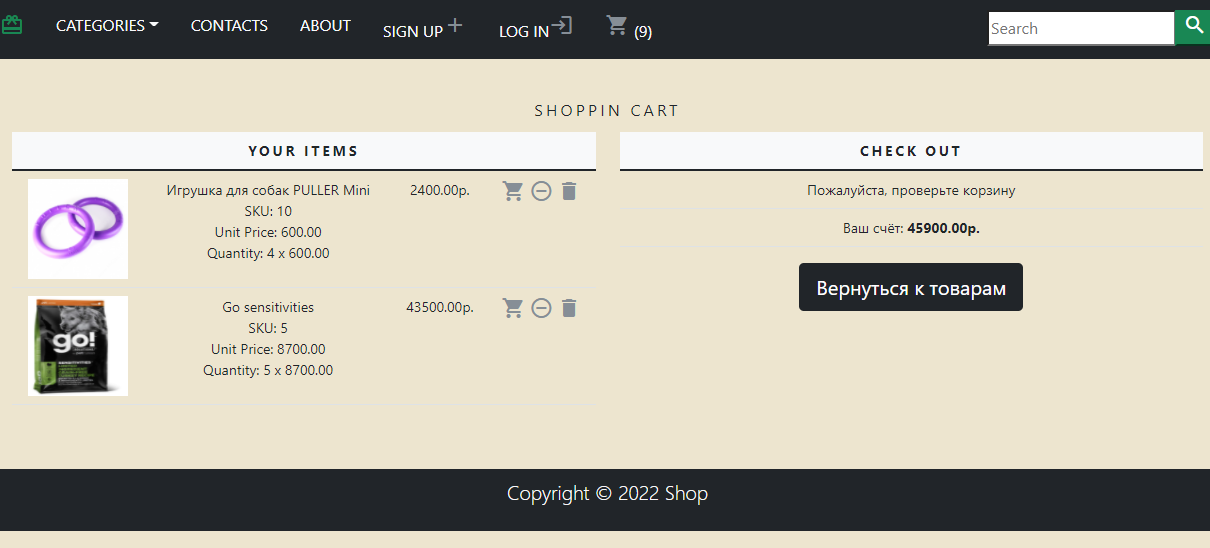 CATEGORIES CONTACTS ABOUT SIGN UP LOG IN (9) Search
SHOPPIN CART
YOUR ITEMS
Игрушка для собак PULLER Mini 2400.00р.
SKU: 10
Unit Price: 600.00
Quantity: 4 x 600.00
go!
SENSITIVITIES
Go sensitivities 43500.00р.
SKU: 5
Unit Price: 8700.00
Quantity: 5 x 8700.00
CHECK OUT
Пожалуйста, проверьте корзину
Ваш счёт: 45900.00р.
Вернуться к товарам
Copyright © 2022 Shop